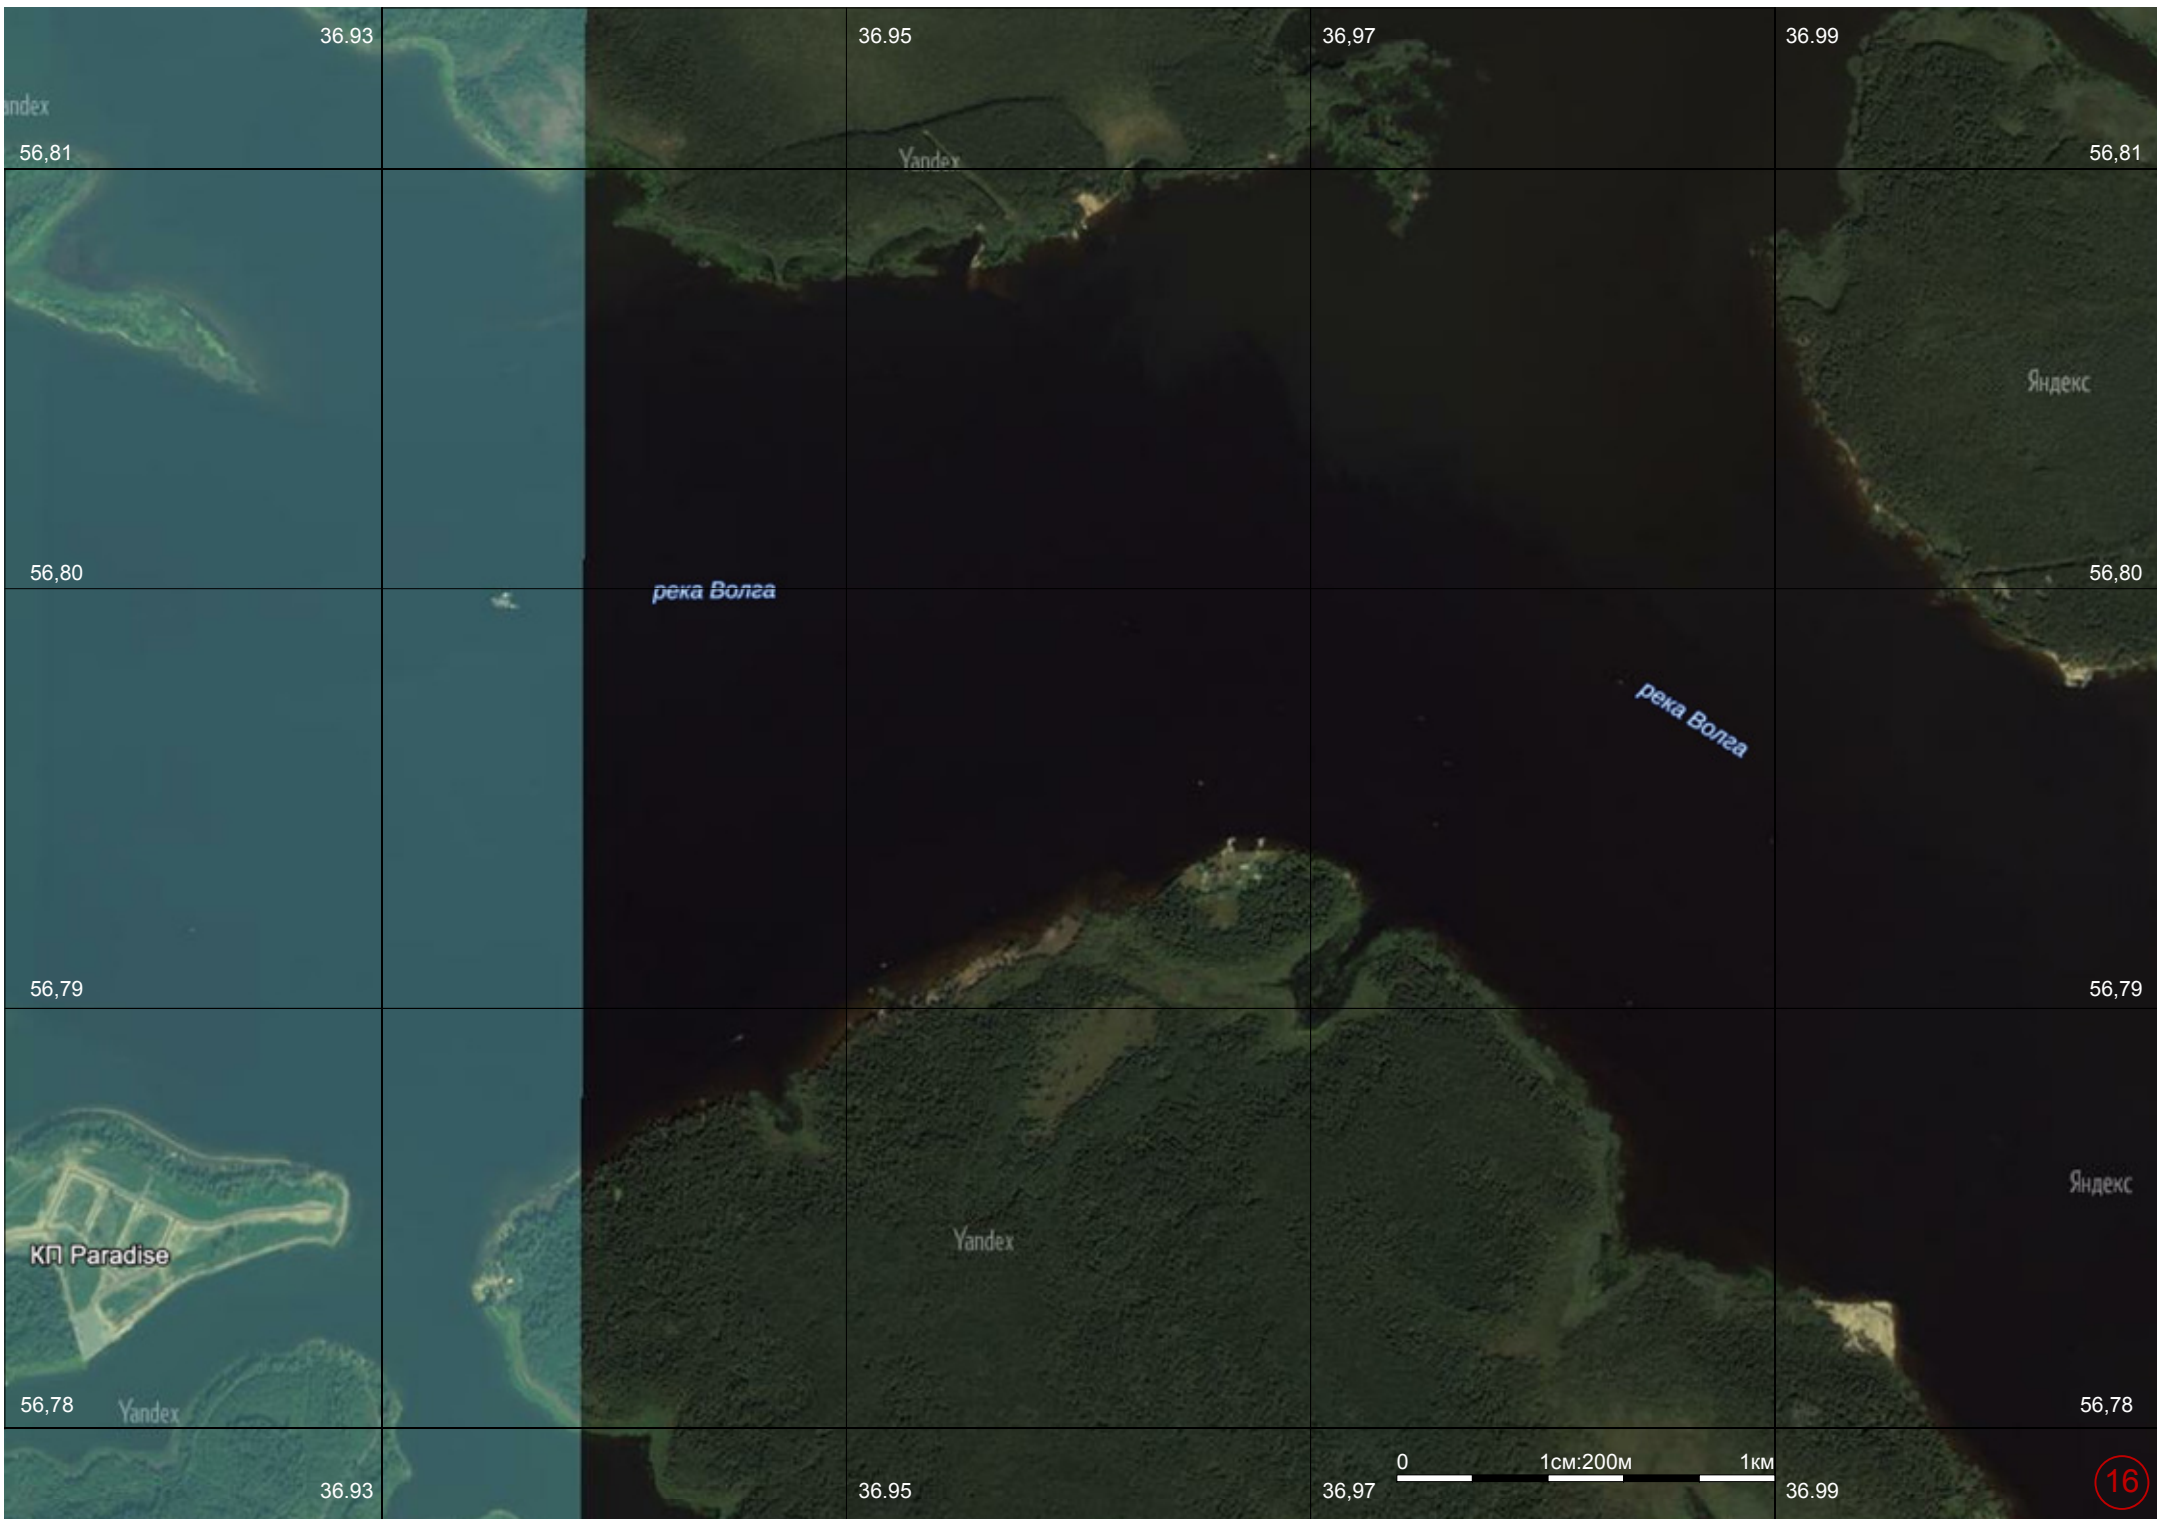 36.93
36.95
36,97
36.99
andex
56,81
Yandex
56,81
Яндекс
56,80
река Волга
56,80
река Волга
56,79
56,79
Яндекс
Yandex
КП Paradise
56,78
Yandex
56,78
0 1см:200м 1км
36.93
36.95
36,97
36.99
16